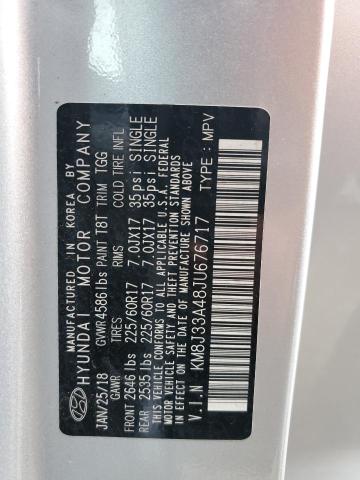 MANUFACTURED IN KOREA BY
HYUNDAI MOTOR COMPANY
JAN/25/18 GVWR 4586lbs PAINT T8T TRIM TGG
GAWR TIRES RIMS COLD TIRE INFL
FRONT 2646 lbs 225/60R17 7.0JX17 35psi SINGLE
REAR 2535 lbs 225/60R17 7.0JX17 35psi SINGLE
THIS VEHICLE CONFORMS TO ALL APPLICABLE U.S.A. FEDERAL
MOTOR VEHICLE SAFETY, BUMPER, AND THEFT PREVENTION STANDARDS
IN EFFECT ON THE DATE OF MANUFACTURE SHOWN ABOVE
V.I.N KM8J33A48JU676717 TYPE: MPV